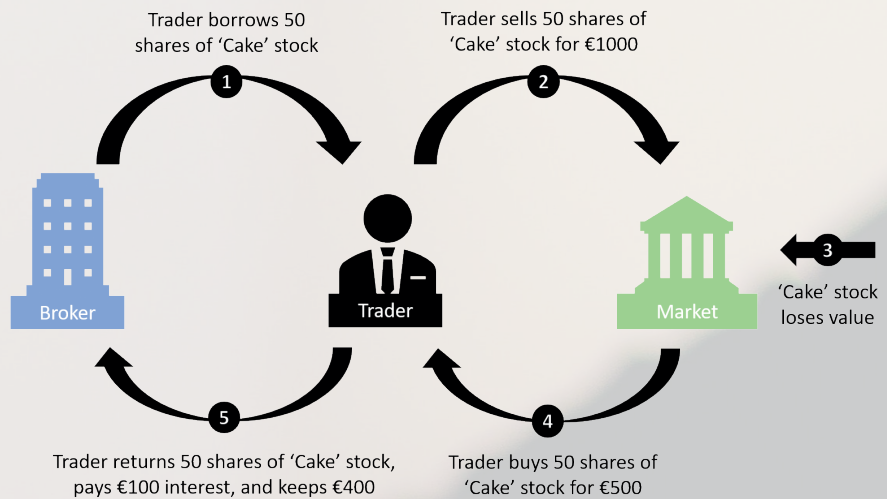 Trader borrows 50
shares of ‘Cake’ stock
1
Trader sells 50 shares of
‘Cake’ stock for €1000
2
Broker
Trader
Market
3
‘Cake’ stock
loses value
5
Trader returns 50 shares of ‘Cake’ stock,
pays €100 interest, and keeps €400
4
Trader buys 50 shares of
‘Cake’ stock for €500